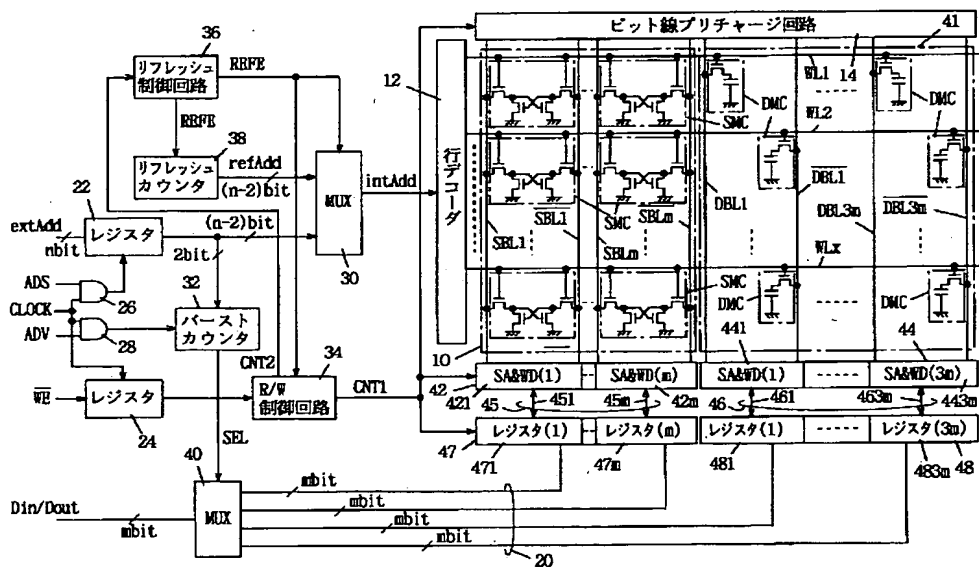 36
リフレッシュ
制御回路
REFE
REFE
38
リフレッシュ
カウンタ
refAdd
(n-2)bit
MUX
30
intAdd
22
extAdd
nbit
レジスタ
(n-2)bit
2bit
ADS
26
CLOCK
ADV
28
32
バースト
カウンタ
CNT2
34
R/W
制御回路
CNT1
WE
レジスタ
24
SEL
40
MUX
Din/Dout
mbit
mbit
mbit
mbit
mbit
20
ビット線プリチャージ回路
41
14
12
行デコーダ
10
WL1
WL2
WLx
DMC
DMC
DMC
DMC
DMC
DMC
SMC
SMC
SMC
SBL1
SBL1
SBLm
SBLm
DBL1
DBL1
DBL3m
DBL3m
SA&WD(1)
SA&WD(m)
SA&WD(1)
SA&WD(3m)
42
421
42m
441
44
443m
45
451
45m
46
461
463m
レジスタ(1)
レジスタ(m)
レジスタ(1)
レジスタ(3m)
47
471
47m
481
483m
48